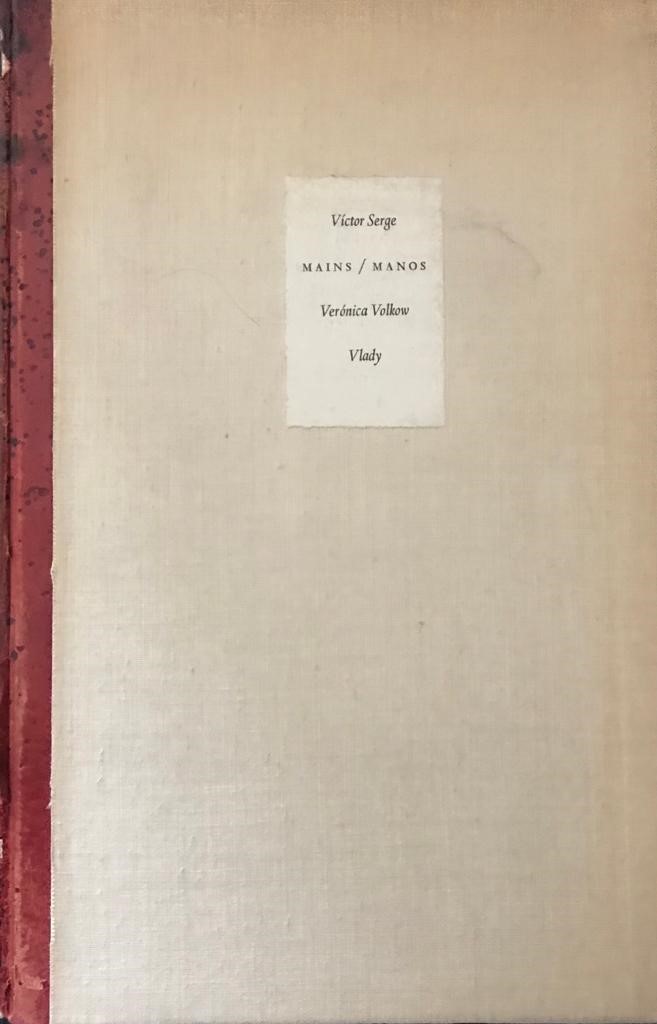 Víctor Serge
MAINS / MANOS
Verónica Volkow
Vlady